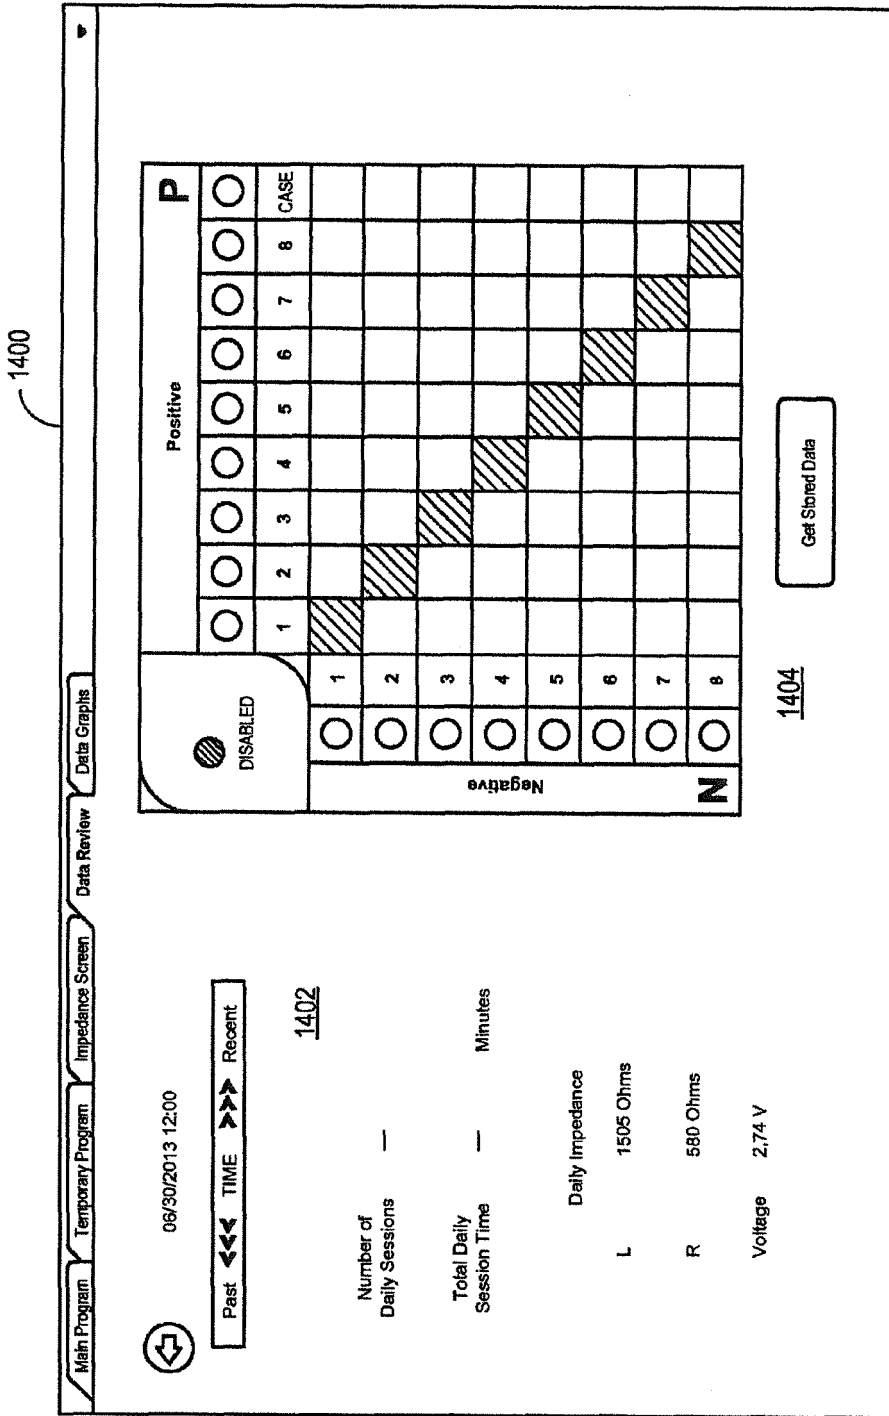 1400
Main Program
Temporary Program
Impedance Screen
Data Review
Data Graphs
06/30/2013 12:00
Past <<< TIME >>> Recent
1402
Number of
Daily Sessions —
Total Daily
Session Time — Minutes
Daily Impedance
L 1505 Ohms
R 580 Ohms
Voltage 2.74 V
DISABLED
Positive P
1 2 3 4 5 6 7 8 CASE
Negative
N
1
2
3
4
5
6
7
8
1404
Get Stored Data